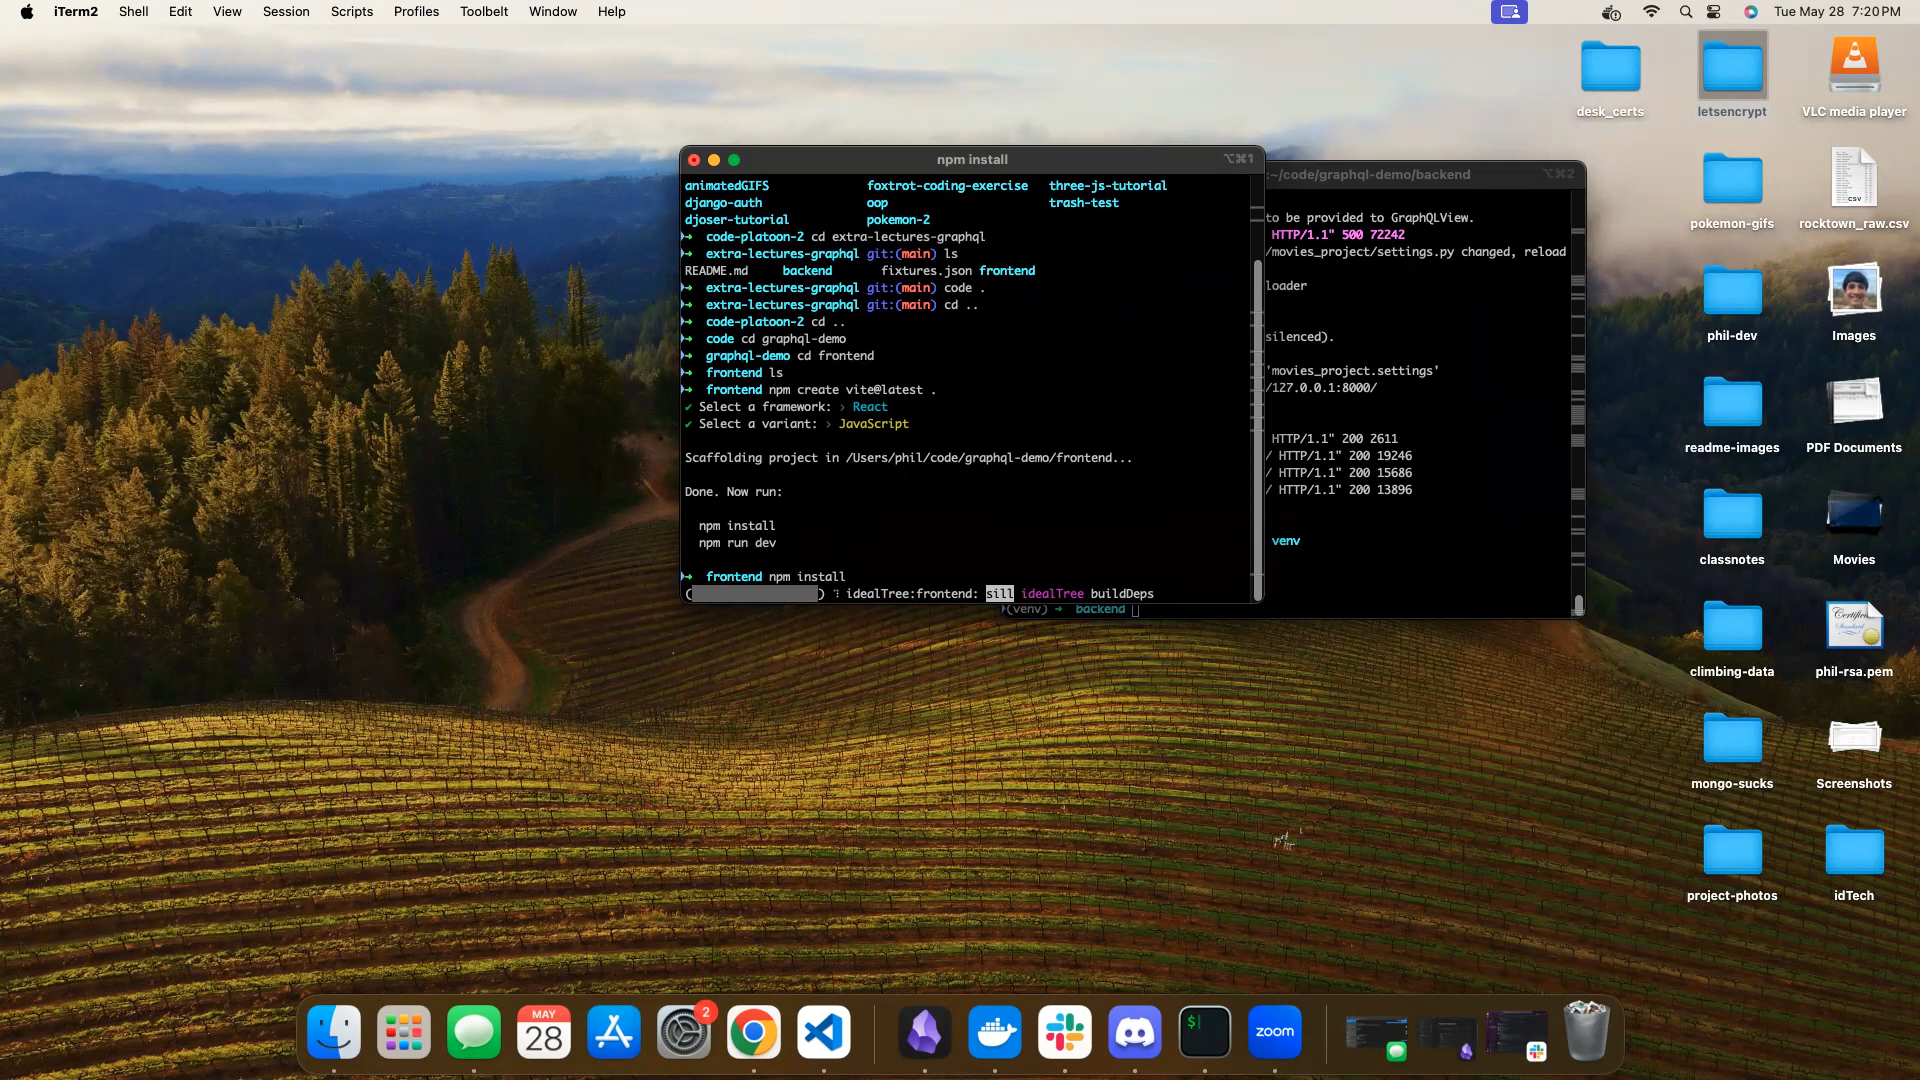 iTerm2 Shell Edit View Session Scripts Profiles Toolbelt Window Help
Tue May 28 7:20 PM
npm install ⌥⌘1
animatedGIFS foxtrot-coding-exercise three-js-tutorial
django-auth oop trash-test
djoser-tutorial pokemon-2
➜ code-platoon-2 cd extra-lectures-graphql
➜ extra-lectures-graphql git:(main) ls
README.md backend fixtures.json frontend
➜ extra-lectures-graphql git:(main) code .
➜ extra-lectures-graphql git:(main) cd ..
➜ code-platoon-2 cd ..
➜ code cd graphql-demo
➜ graphql-demo cd frontend
➜ frontend ls
➜ frontend npm create vite@latest .
✔ Select a framework: › React
✔ Select a variant: › JavaScript
Scaffolding project in /Users/phil/code/graphql-demo/frontend...
Done. Now run:
npm install
npm run dev
➜ frontend npm install
( ) ⠹ idealTree:frontend: sill idealTree buildDeps
:~/code/graphql-demo/backend ⌥⌘2
to be provided to GraphQLView.
HTTP/1.1" 500 72242
/movies_project/settings.py changed, reload
loader
silenced).
'movies_project.settings'
/127.0.0.1:8000/
HTTP/1.1" 200 2611
/ HTTP/1.1" 200 19246
/ HTTP/1.1" 200 15686
/ HTTP/1.1" 200 13896
venv
(venv) ➜ backend
desk_certs
letsencrypt
VLC media player
pokemon-gifs
CSV
rocktown_raw.csv
phil-dev
Images
readme-images
PDF Documents
classnotes
Movies
climbing-data
Certificate
Standard
phil-rsa.pem
mongo-sucks
Screenshots
project-photos
idTech
MAY
28
2
$
zoom